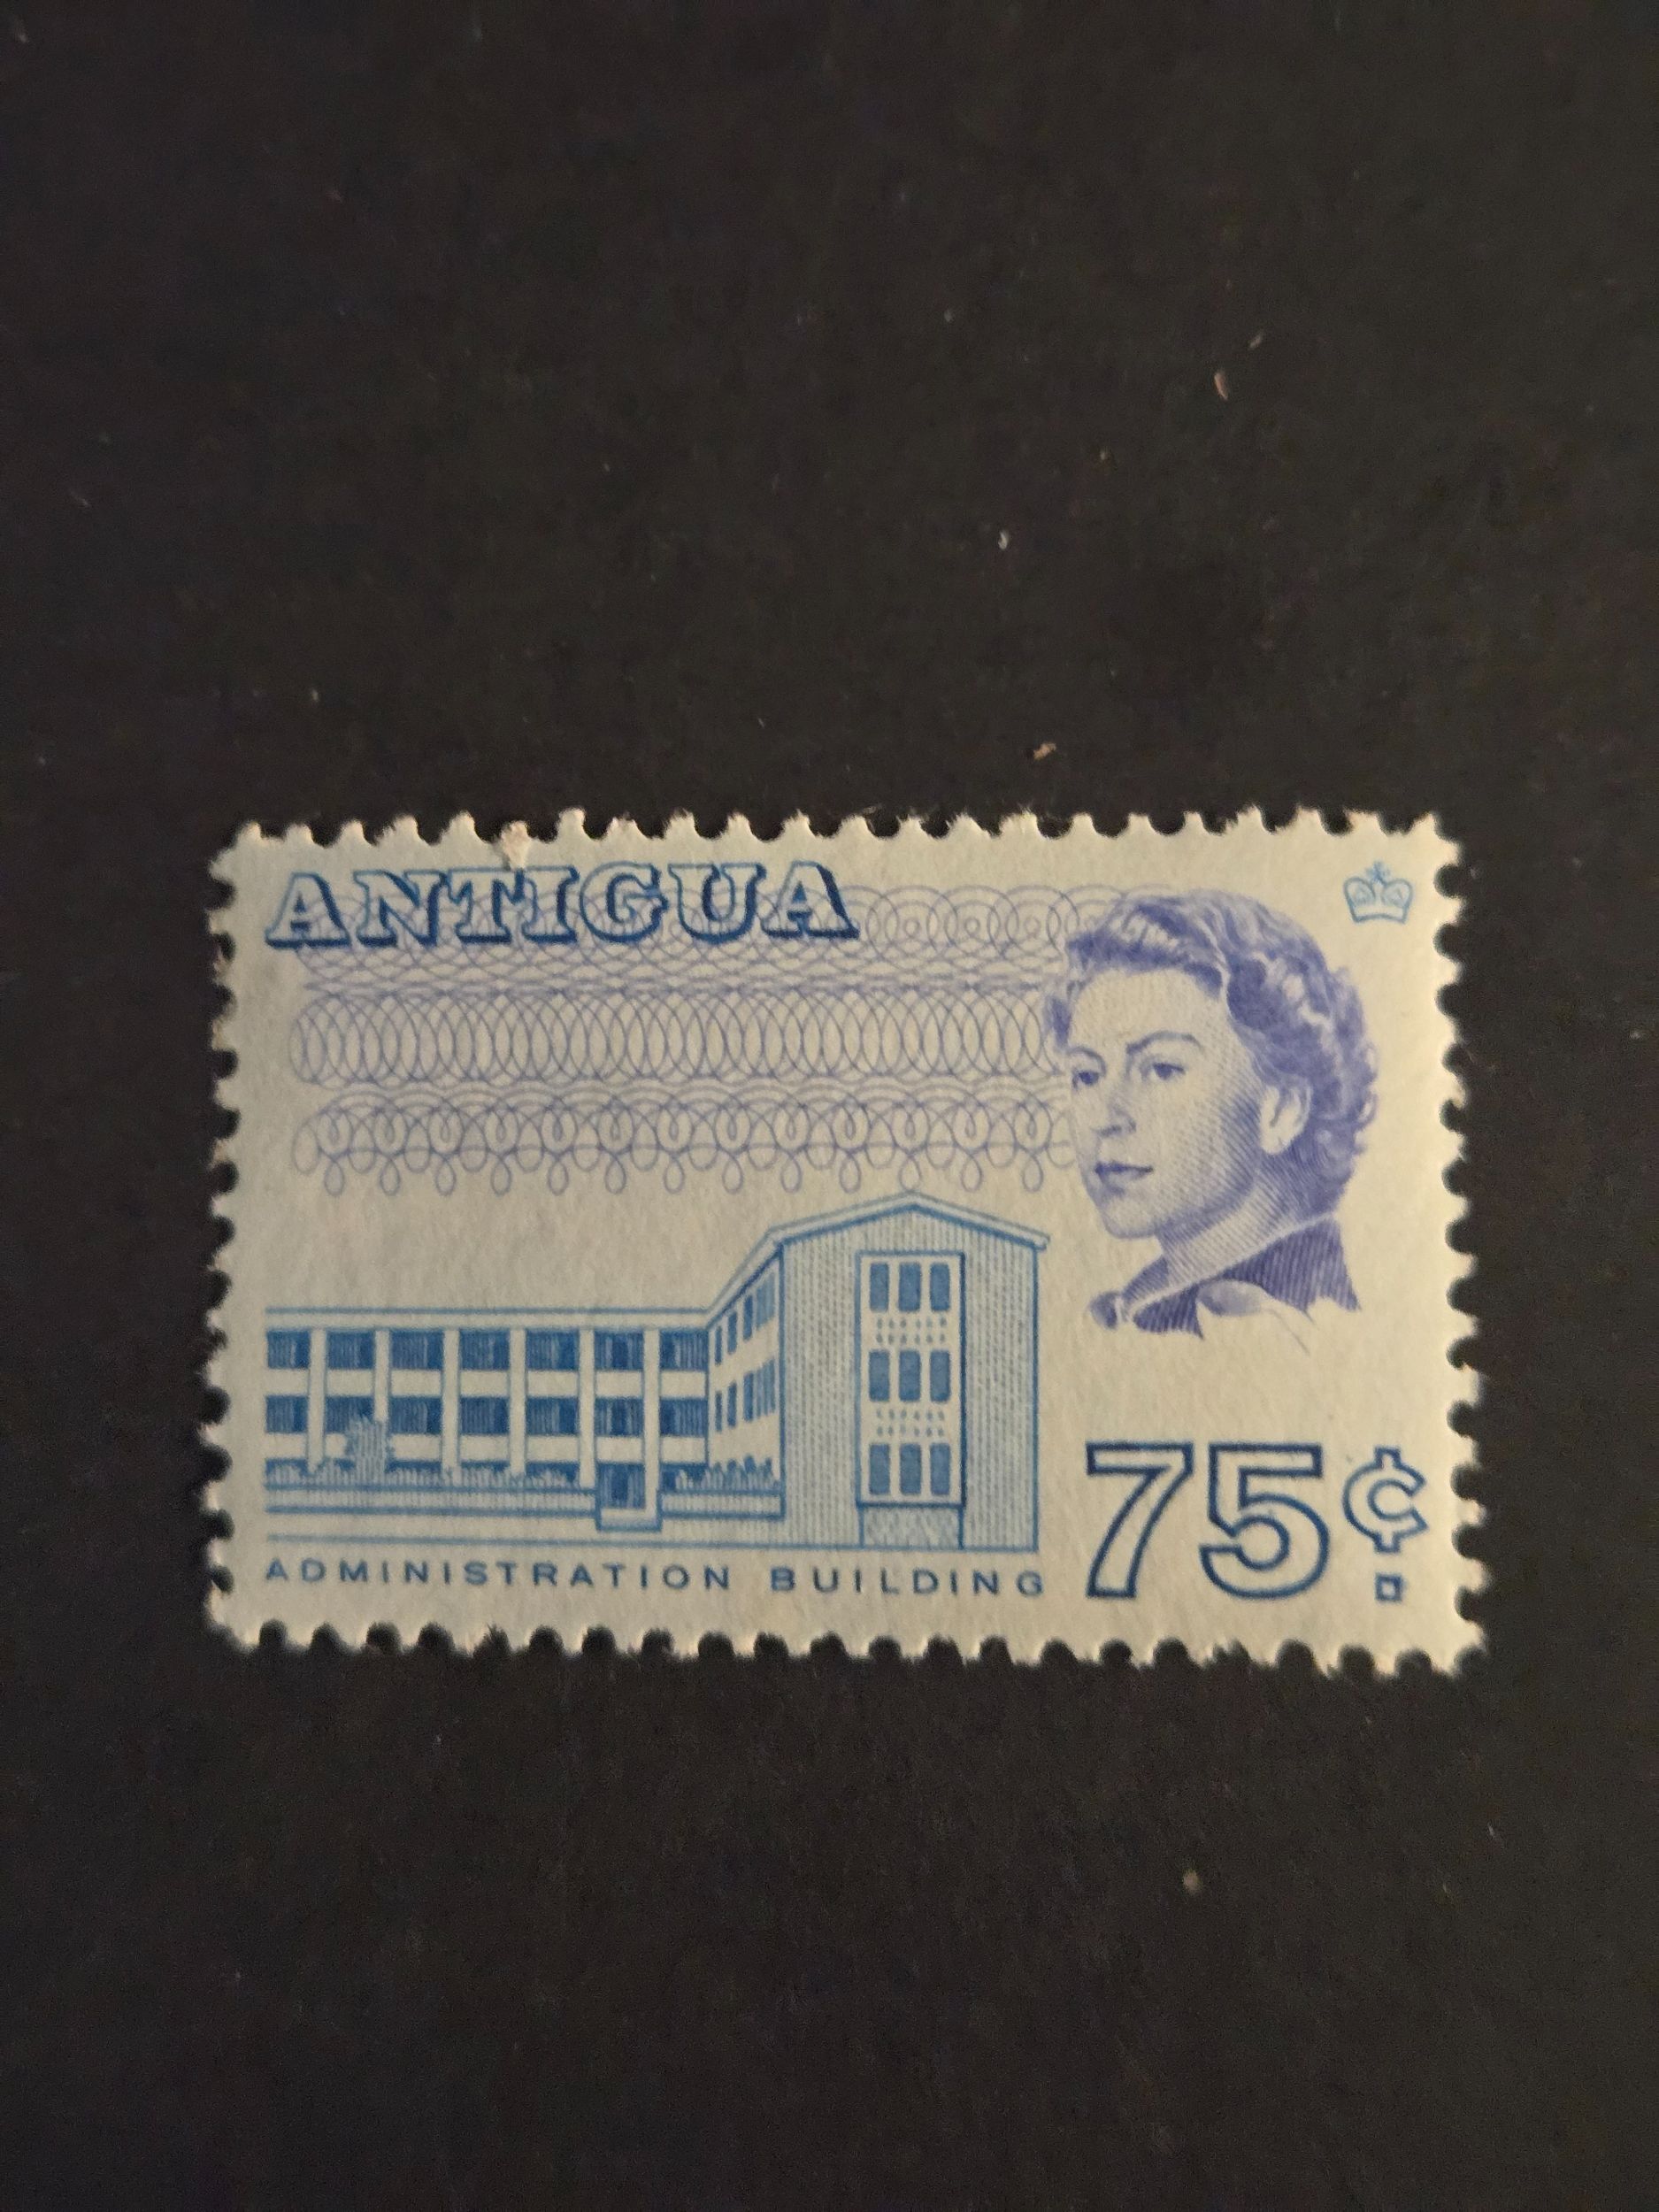 ANTIGUA
ADMINISTRATION BUILDING
75¢